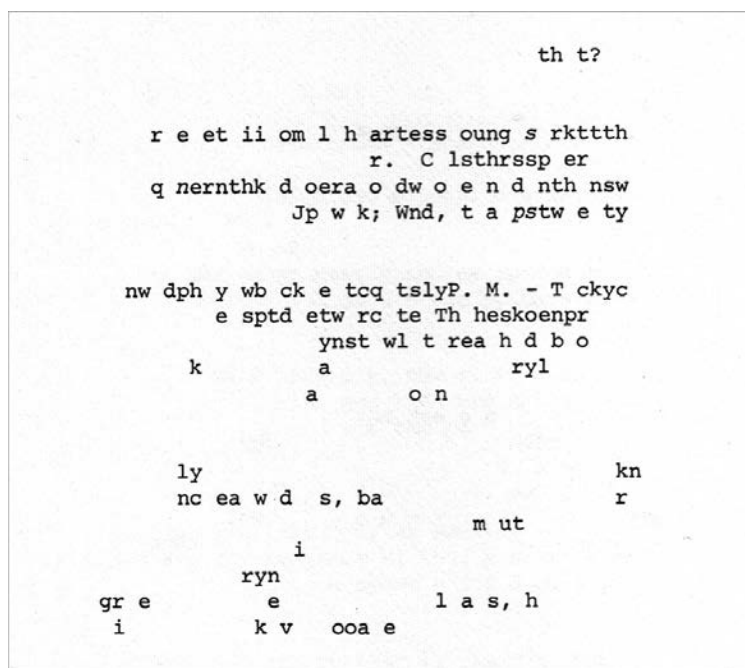 th t?
r e et ii om l h artess oung s rkttth
r. C lsthrssp er
q nernthk d oera o dw o e n d nth nsw
Jp w k; Wnd, t a pstw e ty
nw dph y wb ck e tcq tslyP. M. - T ckyc
e sptd etw rc te Th heskoenpr
ynst wl t rea h d b o
k a ryl
a o n
ly kn
nc ea w d s, ba r
m ut
i
ryn
gr e e l a s, h
i k v ooa e